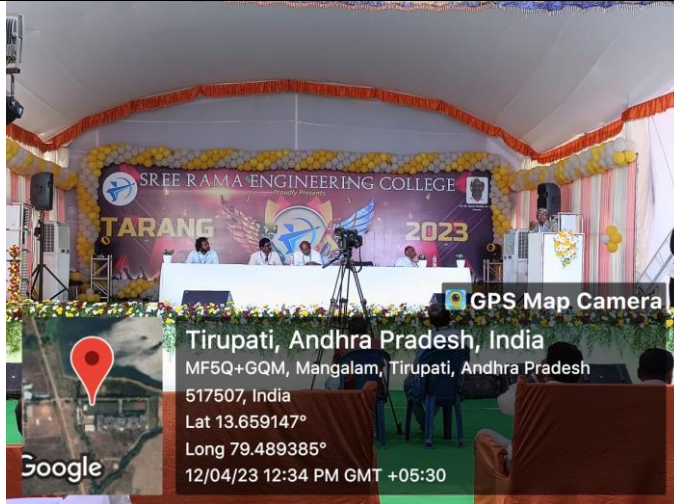 SREE RAMA ENGINEERING COLLEGE
Proudly Presents
TARANG 2023
GPS Map Camera
Tirupati, Andhra Pradesh, India
MF5Q+GQM, Mangalam, Tirupati, Andhra Pradesh
517507, India
Lat 13.659147°
Long 79.489385°
12/04/23 12:34 PM GMT +05:30
Google